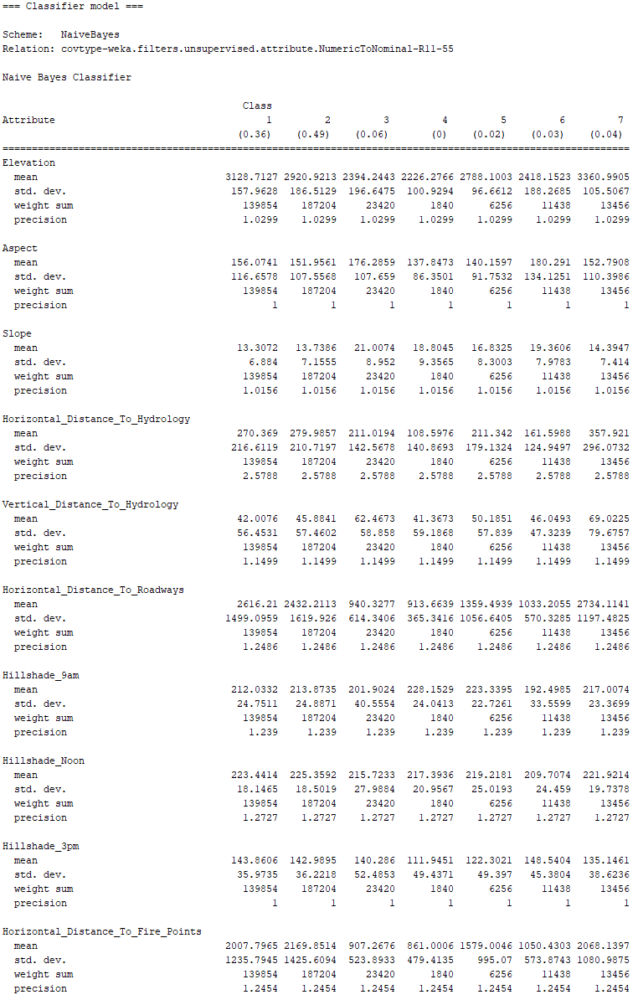 === Classifier model ===
Scheme:   NaiveBayes
Relation: covtype-weka.filters.unsupervised.attribute.NumericToNominal-R11-55
Naive Bayes Classifier
Class
Attribute 1 2 3 4 5 6 7
(0.36) (0.49) (0.06) (0) (0.02) (0.03) (0.04)
===========================================================================================================
Elevation
mean 3128.7127 2920.9213 2394.2443 2226.2766 2788.1003 2418.1523 3360.9905
std. dev. 157.9628 186.5129 196.6475 100.9294 96.6612 188.2685 105.5067
weight sum 139854 187204 23420 1840 6256 11438 13456
precision 1.0299 1.0299 1.0299 1.0299 1.0299 1.0299 1.0299
Aspect
mean 156.0741 151.9561 176.2859 137.8473 140.1597 180.291 152.7908
std. dev. 116.6578 107.5568 107.659 86.3501 91.7532 134.1251 110.3986
weight sum 139854 187204 23420 1840 6256 11438 13456
precision 1 1 1 1 1 1 1
Slope
mean 13.3072 13.7386 21.0074 18.8045 16.8325 19.3606 14.3947
std. dev. 6.884 7.1555 8.952 9.3565 8.3003 7.9783 7.414
weight sum 139854 187204 23420 1840 6256 11438 13456
precision 1.0156 1.0156 1.0156 1.0156 1.0156 1.0156 1.0156
Horizontal_Distance_To_Hydrology
mean 270.369 279.9857 211.0194 108.5976 211.342 161.5988 357.921
std. dev. 216.6119 210.7197 142.5678 140.8693 179.1324 124.9497 296.0732
weight sum 139854 187204 23420 1840 6256 11438 13456
precision 2.5788 2.5788 2.5788 2.5788 2.5788 2.5788 2.5788
Vertical_Distance_To_Hydrology
mean 42.0076 45.8841 62.4673 41.3673 50.1851 46.0493 69.0225
std. dev. 56.4531 57.4602 58.858 59.1868 57.839 47.3239 79.6757
weight sum 139854 187204 23420 1840 6256 11438 13456
precision 1.1499 1.1499 1.1499 1.1499 1.1499 1.1499 1.1499
Horizontal_Distance_To_Roadways
mean 2616.21 2432.2113 940.3277 913.6639 1359.4939 1033.2055 2734.1141
std. dev. 1499.0959 1619.926 614.3406 365.3416 1056.6405 570.3285 1197.4825
weight sum 139854 187204 23420 1840 6256 11438 13456
precision 1.2486 1.2486 1.2486 1.2486 1.2486 1.2486 1.2486
Hillshade_9am
mean 212.0332 213.8735 201.9024 228.1529 223.3395 192.4985 217.0074
std. dev. 24.7511 24.8871 40.5554 24.0413 22.7261 33.5599 23.3699
weight sum 139854 187204 23420 1840 6256 11438 13456
precision 1.239 1.239 1.239 1.239 1.239 1.239 1.239
Hillshade_Noon
mean 223.4414 225.3592 215.7233 217.3936 219.2181 209.7074 221.9214
std. dev. 18.1465 18.5019 27.9884 20.9567 25.0193 24.459 19.7378
weight sum 139854 187204 23420 1840 6256 11438 13456
precision 1.2727 1.2727 1.2727 1.2727 1.2727 1.2727 1.2727
Hillshade_3pm
mean 143.8606 142.9895 140.286 111.9451 122.3021 148.5404 135.1461
std. dev. 35.9735 36.2218 52.4853 49.4371 49.397 45.3804 38.6236
weight sum 139854 187204 23420 1840 6256 11438 13456
precision 1 1 1 1 1 1 1
Horizontal_Distance_To_Fire_Points
mean 2007.7965 2169.8514 907.2676 861.0006 1579.0046 1050.4303 2068.1397
std. dev. 1235.7945 1425.6094 523.8933 479.4135 995.07 573.8743 1080.9875
weight sum 139854 187204 23420 1840 6256 11438 13456
precision 1.2454 1.2454 1.2454 1.2454 1.2454 1.2454 1.2454